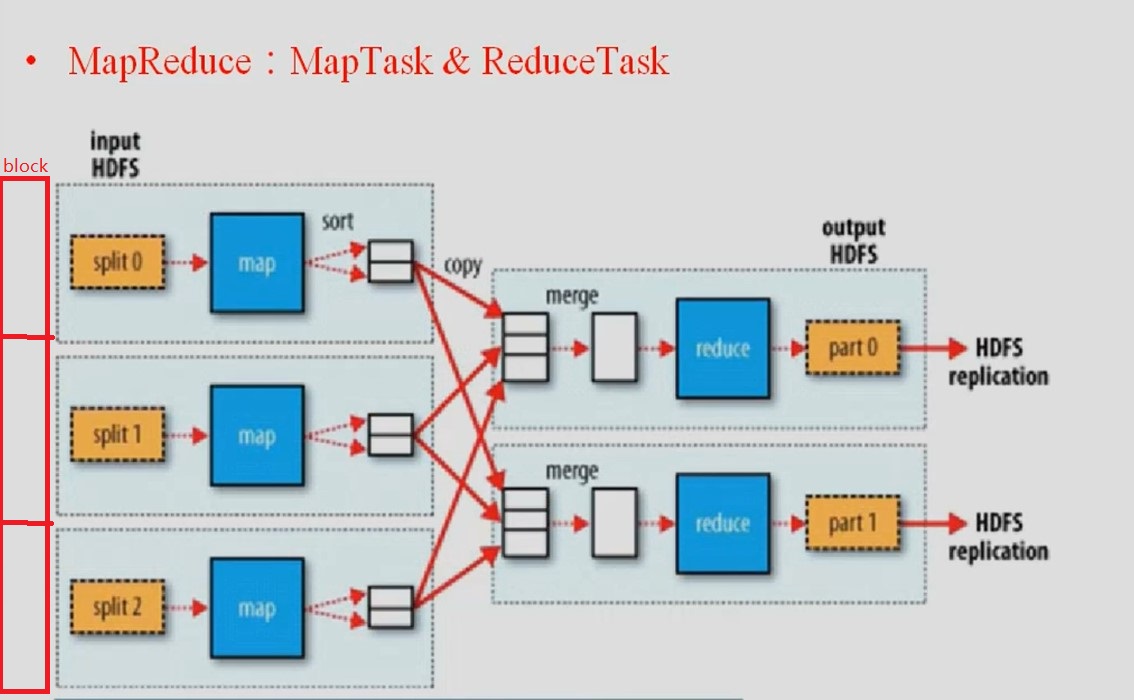 • MapReduce：MapTask & ReduceTask
input
HDFS
block
split 0
map
sort
copy
output
HDFS
merge
reduce
part 0
HDFS
replication
split 1
map
merge
reduce
part 1
HDFS
replication
split 2
map